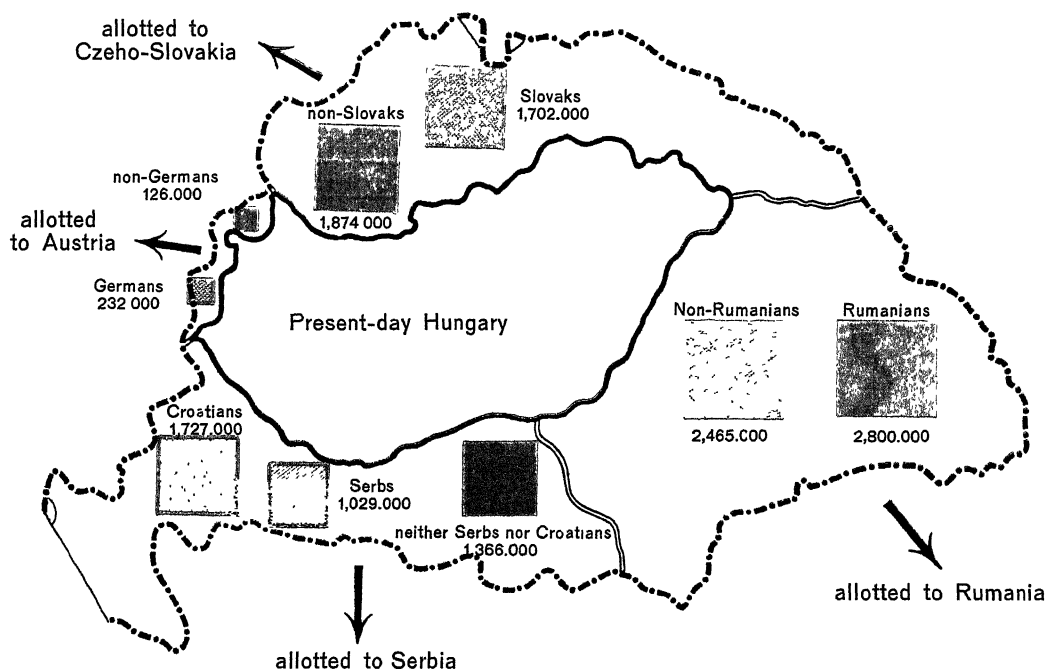 allotted to
Czeho-Slovakia
non-Slovaks
1,874 000
Slovaks
1,702.000
non-Germans
126.000
allotted
to Austria
Germans
232 000
Present-day Hungary
Non-Rumanians
2,465.000
Rumanians
2,800.000
Croatians
1,727,000
Serbs
1,029.000
neither Serbs nor Croatians
1,366.000
allotted to Rumania
allotted to Serbia